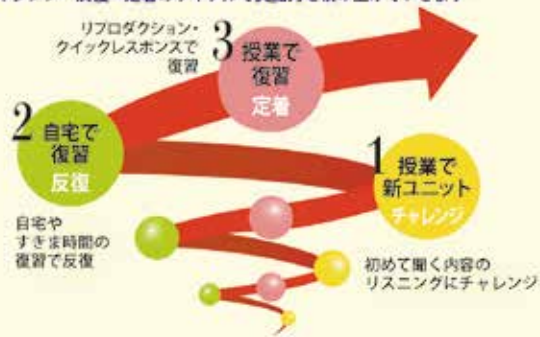 リプロダクション・
クイックレスポンスで
復習
3 授業で
復習
定着
2 自宅で
復習
反復
1 授業で
新ユニット
チャレンジ
自宅や
すきま時間の
復習で反復
初めて聞く内容の
リスニングにチャレンジ